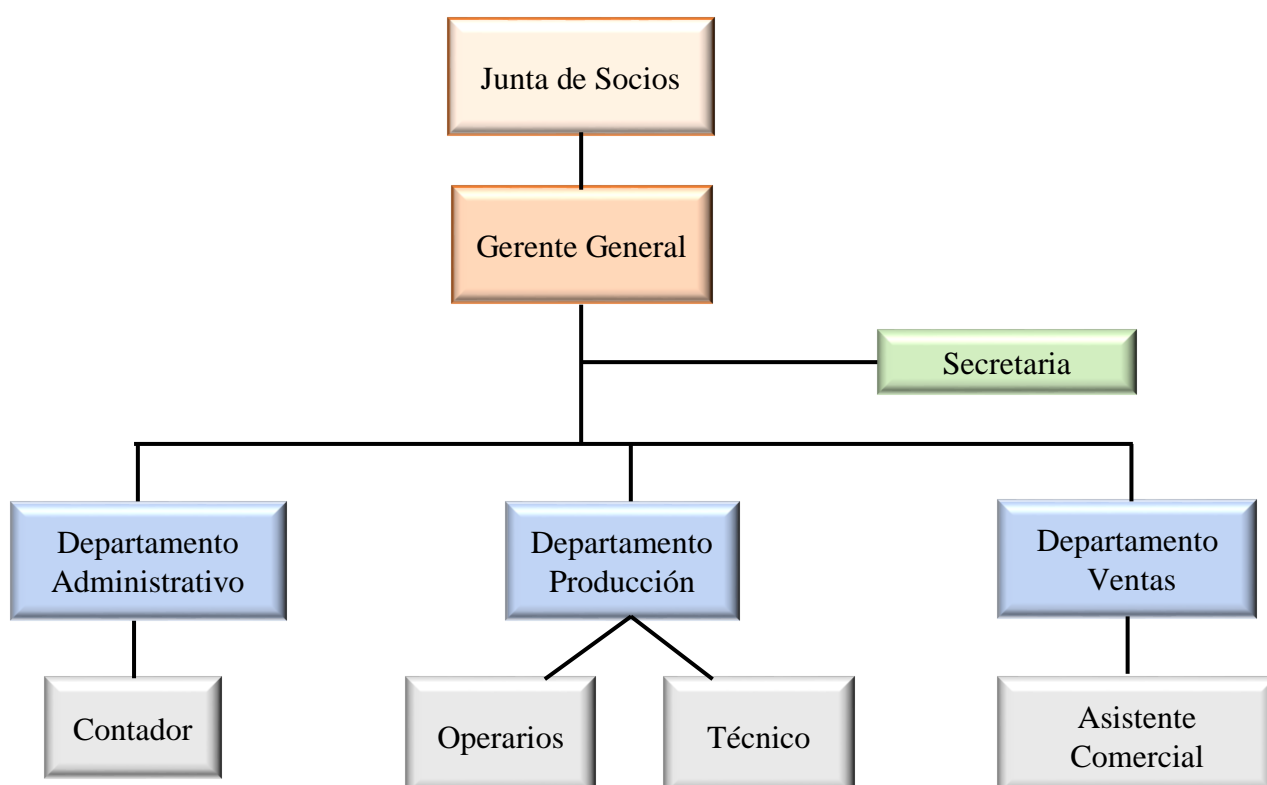 Junta de Socios
Gerente General
Secretaria
Departamento
Administrativo
Departamento
Producción
Departamento
Ventas
Contador
Operarios
Técnico
Asistente
Comercial